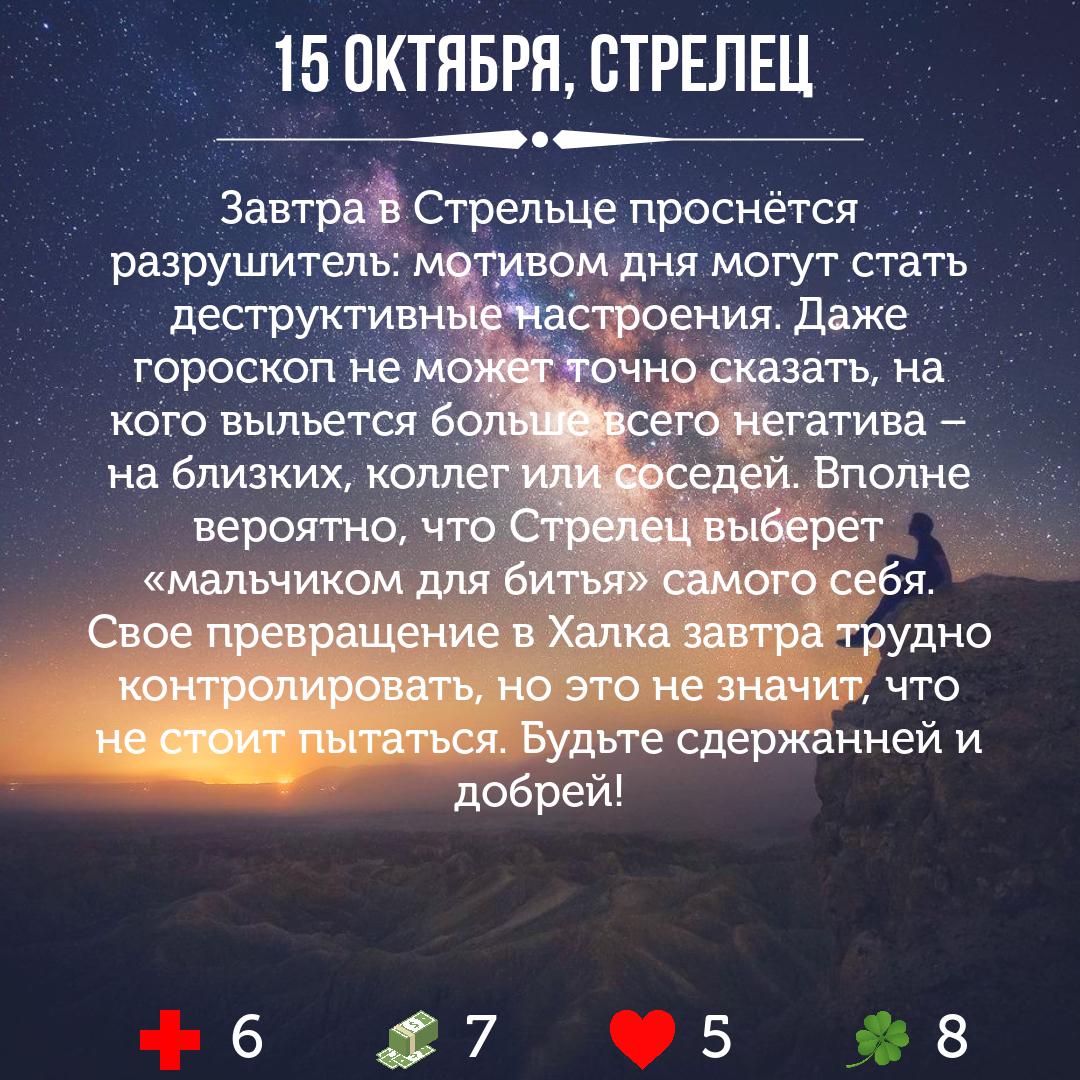 15 ОКТЯБРЯ, СТРЕЛЕЦ
Завтра в Стрельце проснётся
разрушитель: мотивом дня могут стать
деструктивные настроения. Даже
гороскоп не может точно сказать, на
кого выльется больше всего негатива –
на близких, коллег или соседей. Вполне
вероятно, что Стрелец выберет
«мальчиком для битья» самого себя.
Свое превращение в Халка завтра трудно
контролировать, но это не значит, что
не стоит пытаться. Будьте сдержанней и
добрей!
6 7 5 8